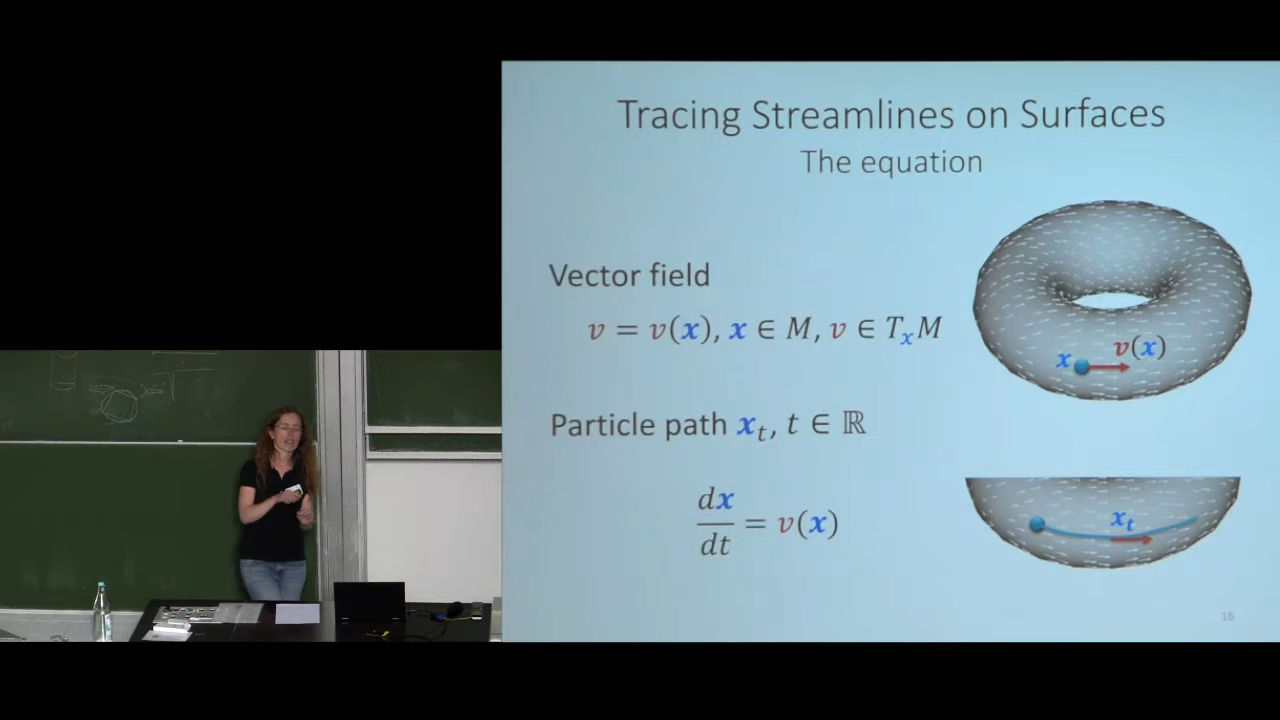 Tracing Streamlines on Surfaces
The equation
Vector field
v = v(x), x ∈ M, v ∈ TₓM
x
v(x)
Particle path xₜ, t ∈ ℝ
dx/dt = v(x)
xₜ
16